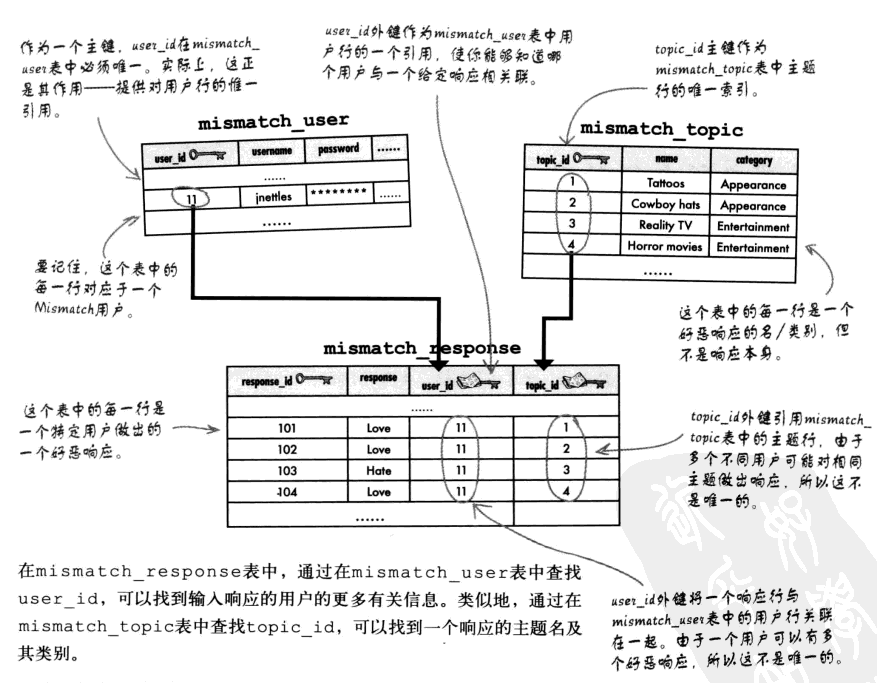 作为一个主键，user_id在mismatch_
user表中必须唯一。实际上，这正
是其作用——提供对用户行的惟一
引用。
user_id外键作为mismatch_user表中用
户行的一个引用，使你能够知道哪
个用户与一个给定响应相关联。
topic_id主键作为
mismatch_topic表中主题
行的唯一索引。
mismatch_user
user_id username password ......
......
11 jnettles ******** ......
......
mismatch_topic
topic_id name category
1 Tattoos Appearance
2 Cowboy hats Appearance
3 Reality TV Entertainment
4 Horror movies Entertainment
......
要记住，这个表中的
每一行对应于一个
Mismatch用户。
这个表中的每一行是一个
好恶响应的名/类别，但
不是响应本身。
mismatch_response
response_id response user_id topic_id
......
101 Love 11 1
102 Love 11 2
103 Hate 11 3
104 Love 11 4
......
这个表中的每一行是
一个特定用户做出的
一个好恶响应。
topic_id外键引用mismatch_
topic表中的主题行，由于
多个不同用户可能对相同
主题做出响应，所以这不
是唯一的。
在mismatch_response表中，通过在mismatch_user表中查找
user_id，可以找到输入响应的用户的更多有关信息。类似地，通过在
mismatch_topic表中查找topic_id，可以找到一个响应的主题名及
其类别。
user_id外键将一个响应行与
mismatch_user表中的用户行关联
在一起。由于一个用户可以有多
个好恶响应，所以这不是唯一的。